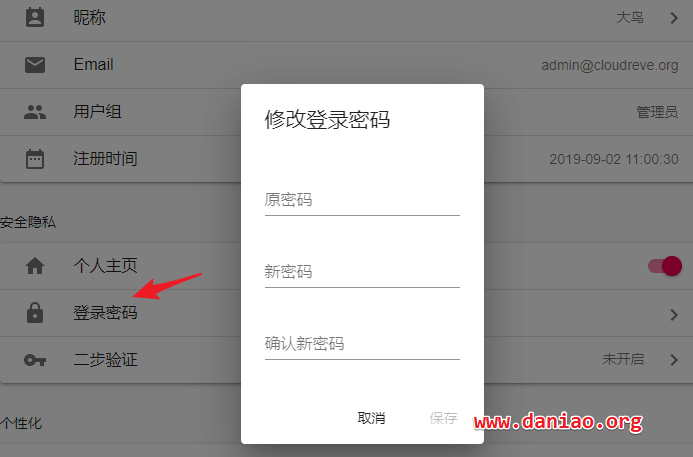 昵称 大鸟
Email admin@cloudreve.org
用户组 管理员
注册时间 2019-09-02 11:00:30
安全隐私
个人主页
登录密码
二步验证 未开启
个性化
修改登录密码
原密码
新密码
确认新密码
取消 保存
www.daniao.org